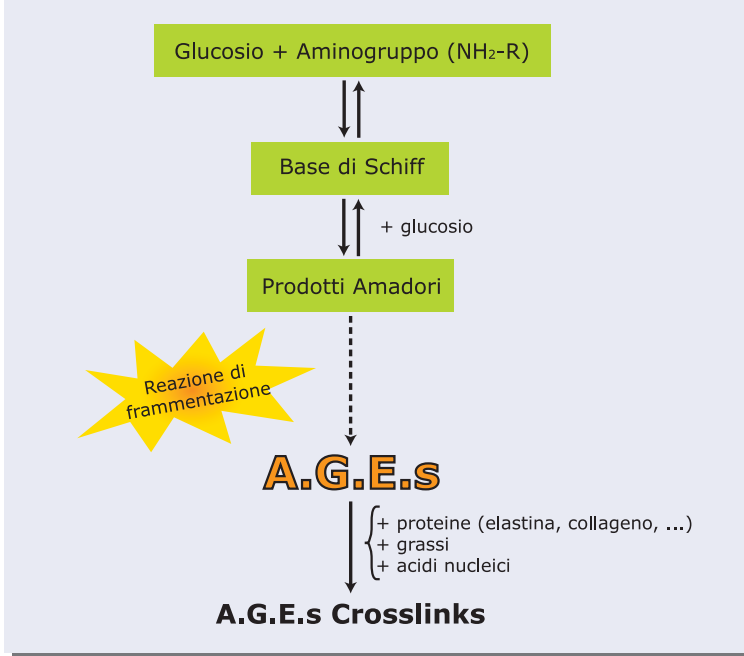 Glucosio + Aminogruppo (NH₂-R)
Base di Schiff
+ glucosio
Prodotti Amadori
Reazione di
frammentazione
A.G.E.s
+ proteine (elastina, collageno, ...)
+ grassi
+ acidi nucleici
A.G.E.s Crosslinks